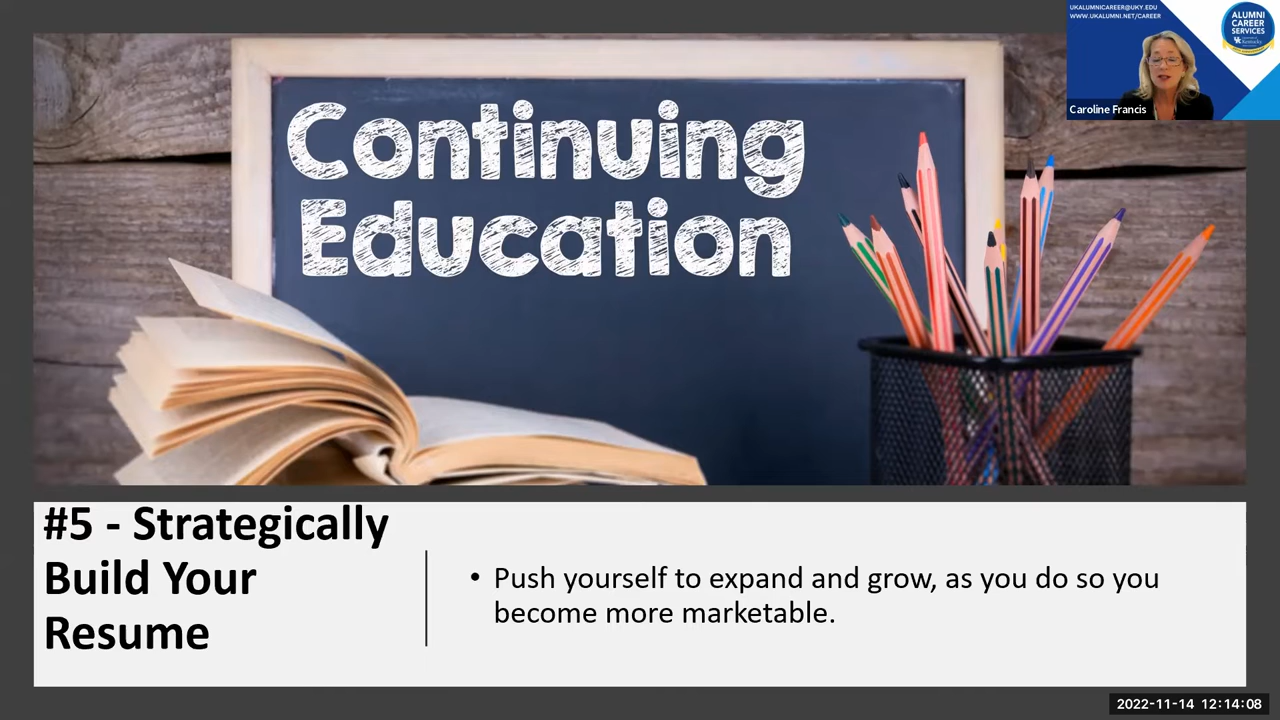 UKALUMNICAREER@UKY.EDU
WWW.UKALUMNI.NET/CAREER
ALUMNI
CAREER
SERVICES
UK
Caroline Francis
Continuing
Education
#5 - Strategically
Build Your
Resume
• Push yourself to expand and grow, as you do so you
become more marketable.
2022-11-14 12:14:08